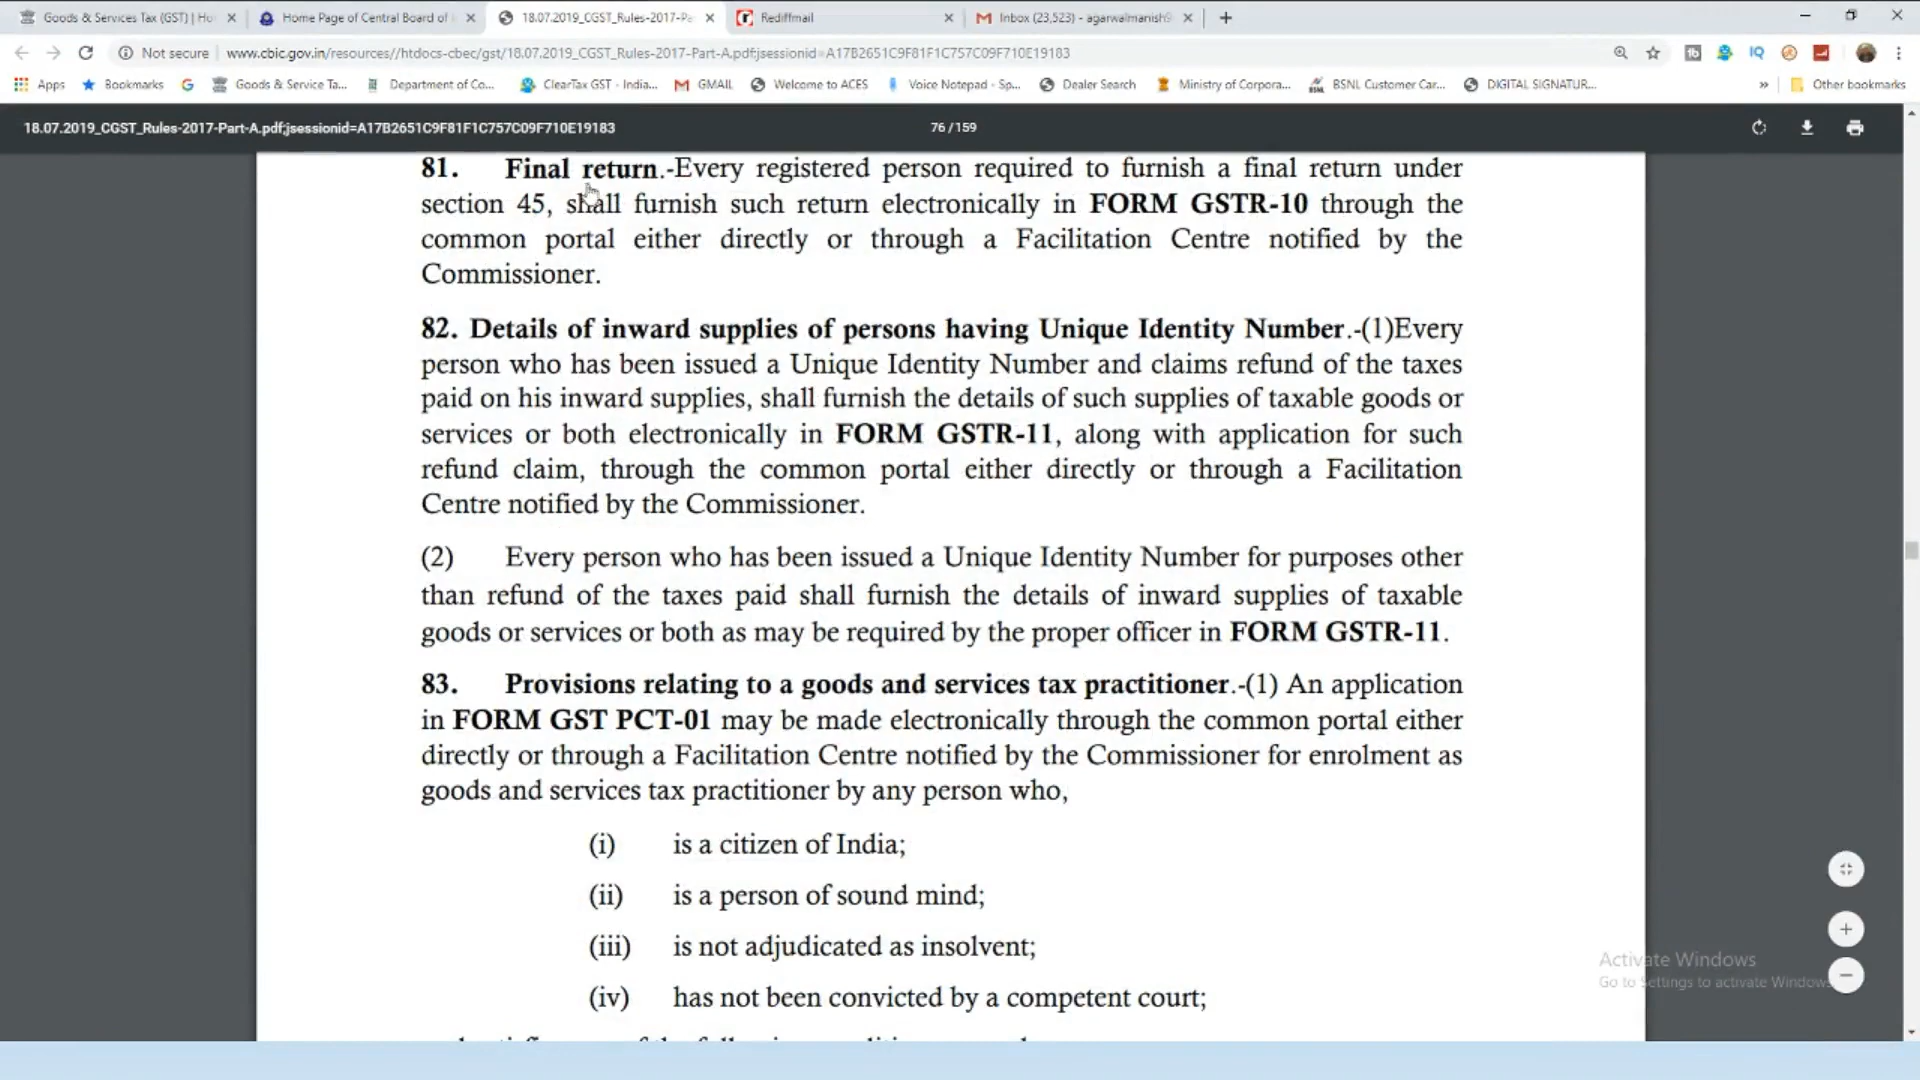 Goods & Services Tax (GST) | Ho
Home Page of Central Board of I
18.07.2019_CGST_Rules-2017-Pa
Rediffmail
Inbox (23,523) - agarwalmanish9
Not secure | www.cbic.gov.in/resources//htdocs-cbec/gst/18.07.2019_CGST_Rules-2017-Part-A.pdf;jsessionid=A17B2651C9F81F1C757C09F710E19183
Apps Bookmarks Goods & Service Ta... Department of Co... ClearTax GST - India... GMAIL Welcome to ACES Voice Notepad - Sp... Dealer Search Ministry of Corpora... BSNL Customer Car... DIGITAL SIGNATUR... » Other bookmarks
18.07.2019_CGST_Rules-2017-Part-A.pdf;jsessionid=A17B2651C9F81F1C757C09F710E19183 76 / 159
81. Final return.-Every registered person required to furnish a final return under
section 45, shall furnish such return electronically in FORM GSTR-10 through the
common portal either directly or through a Facilitation Centre notified by the
Commissioner.
82. Details of inward supplies of persons having Unique Identity Number.-(1)Every
person who has been issued a Unique Identity Number and claims refund of the taxes
paid on his inward supplies, shall furnish the details of such supplies of taxable goods or
services or both electronically in FORM GSTR-11, along with application for such
refund claim, through the common portal either directly or through a Facilitation
Centre notified by the Commissioner.
(2) Every person who has been issued a Unique Identity Number for purposes other
than refund of the taxes paid shall furnish the details of inward supplies of taxable
goods or services or both as may be required by the proper officer in FORM GSTR-11.
83. Provisions relating to a goods and services tax practitioner.-(1) An application
in FORM GST PCT-01 may be made electronically through the common portal either
directly or through a Facilitation Centre notified by the Commissioner for enrolment as
goods and services tax practitioner by any person who,
(i) is a citizen of India;
(ii) is a person of sound mind;
(iii) is not adjudicated as insolvent;
(iv) has not been convicted by a competent court;
Activate Windows
Go to Settings to activate Windows